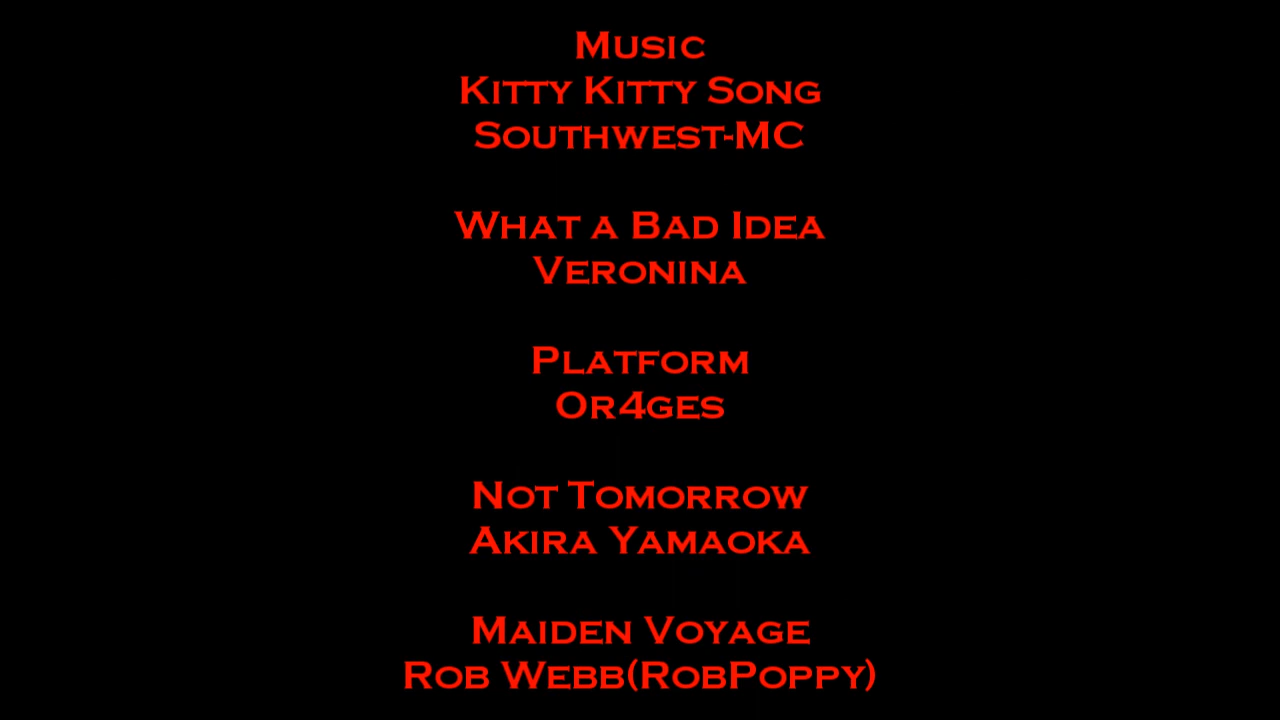 Music
Kitty Kitty Song
Southwest-MC
What a Bad Idea
Veronina
Platform
Or4ges
Not Tomorrow
Akira Yamaoka
Maiden Voyage
Rob Webb(RobPoppy)